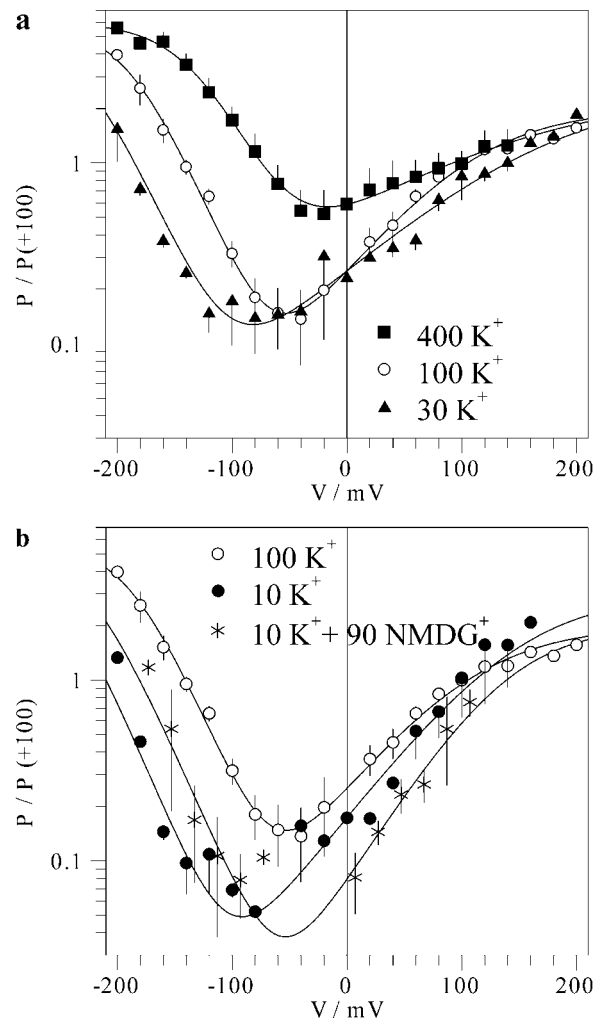 a
P / P(+100)
1
0.1
400 K⁺
100 K⁺
30 K⁺
-200 -100 0 100 200
V / mV
b
P / P (+100)
1
0.1
100 K⁺
10 K⁺
10 K⁺+ 90 NMDG⁺
-200 -100 0 100 200
V / mV